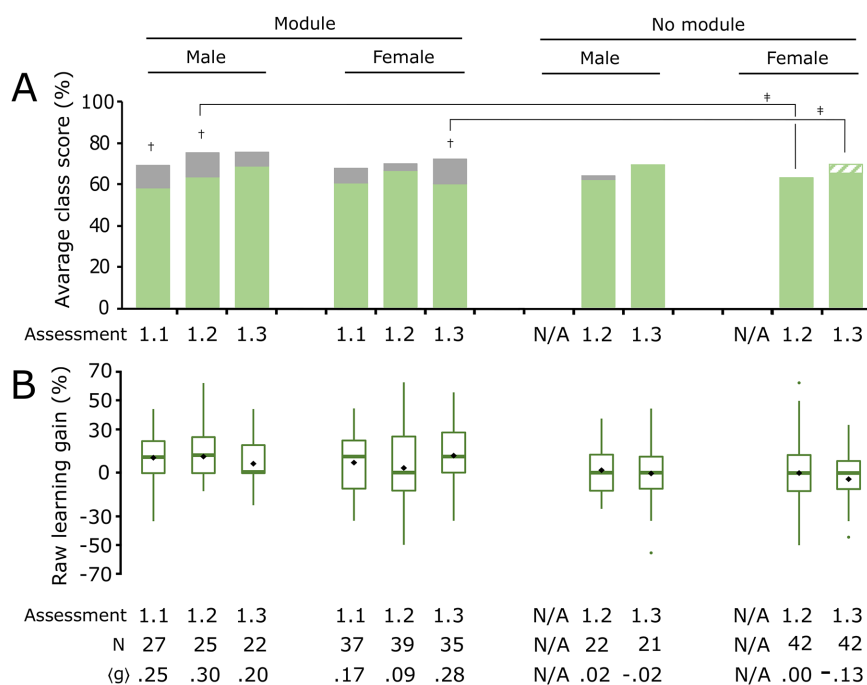 Module No module
Male Female Male Female
A
Avarage class score (%)
100
80
60
40
20
0
† † † ‡ ‡
Assessment 1.1 1.2 1.3 1.1 1.2 1.3 N/A 1.2 1.3 N/A 1.2 1.3
B
Raw learning gain (%)
70
50
30
0
-30
-50
-70
Assessment 1.1 1.2 1.3 1.1 1.2 1.3 N/A 1.2 1.3 N/A 1.2 1.3
N 27 25 22 37 39 35 N/A 22 21 N/A 42 42
⟨g⟩ .25 .30 .20 .17 .09 .28 N/A .02 -.02 N/A .00 -.13